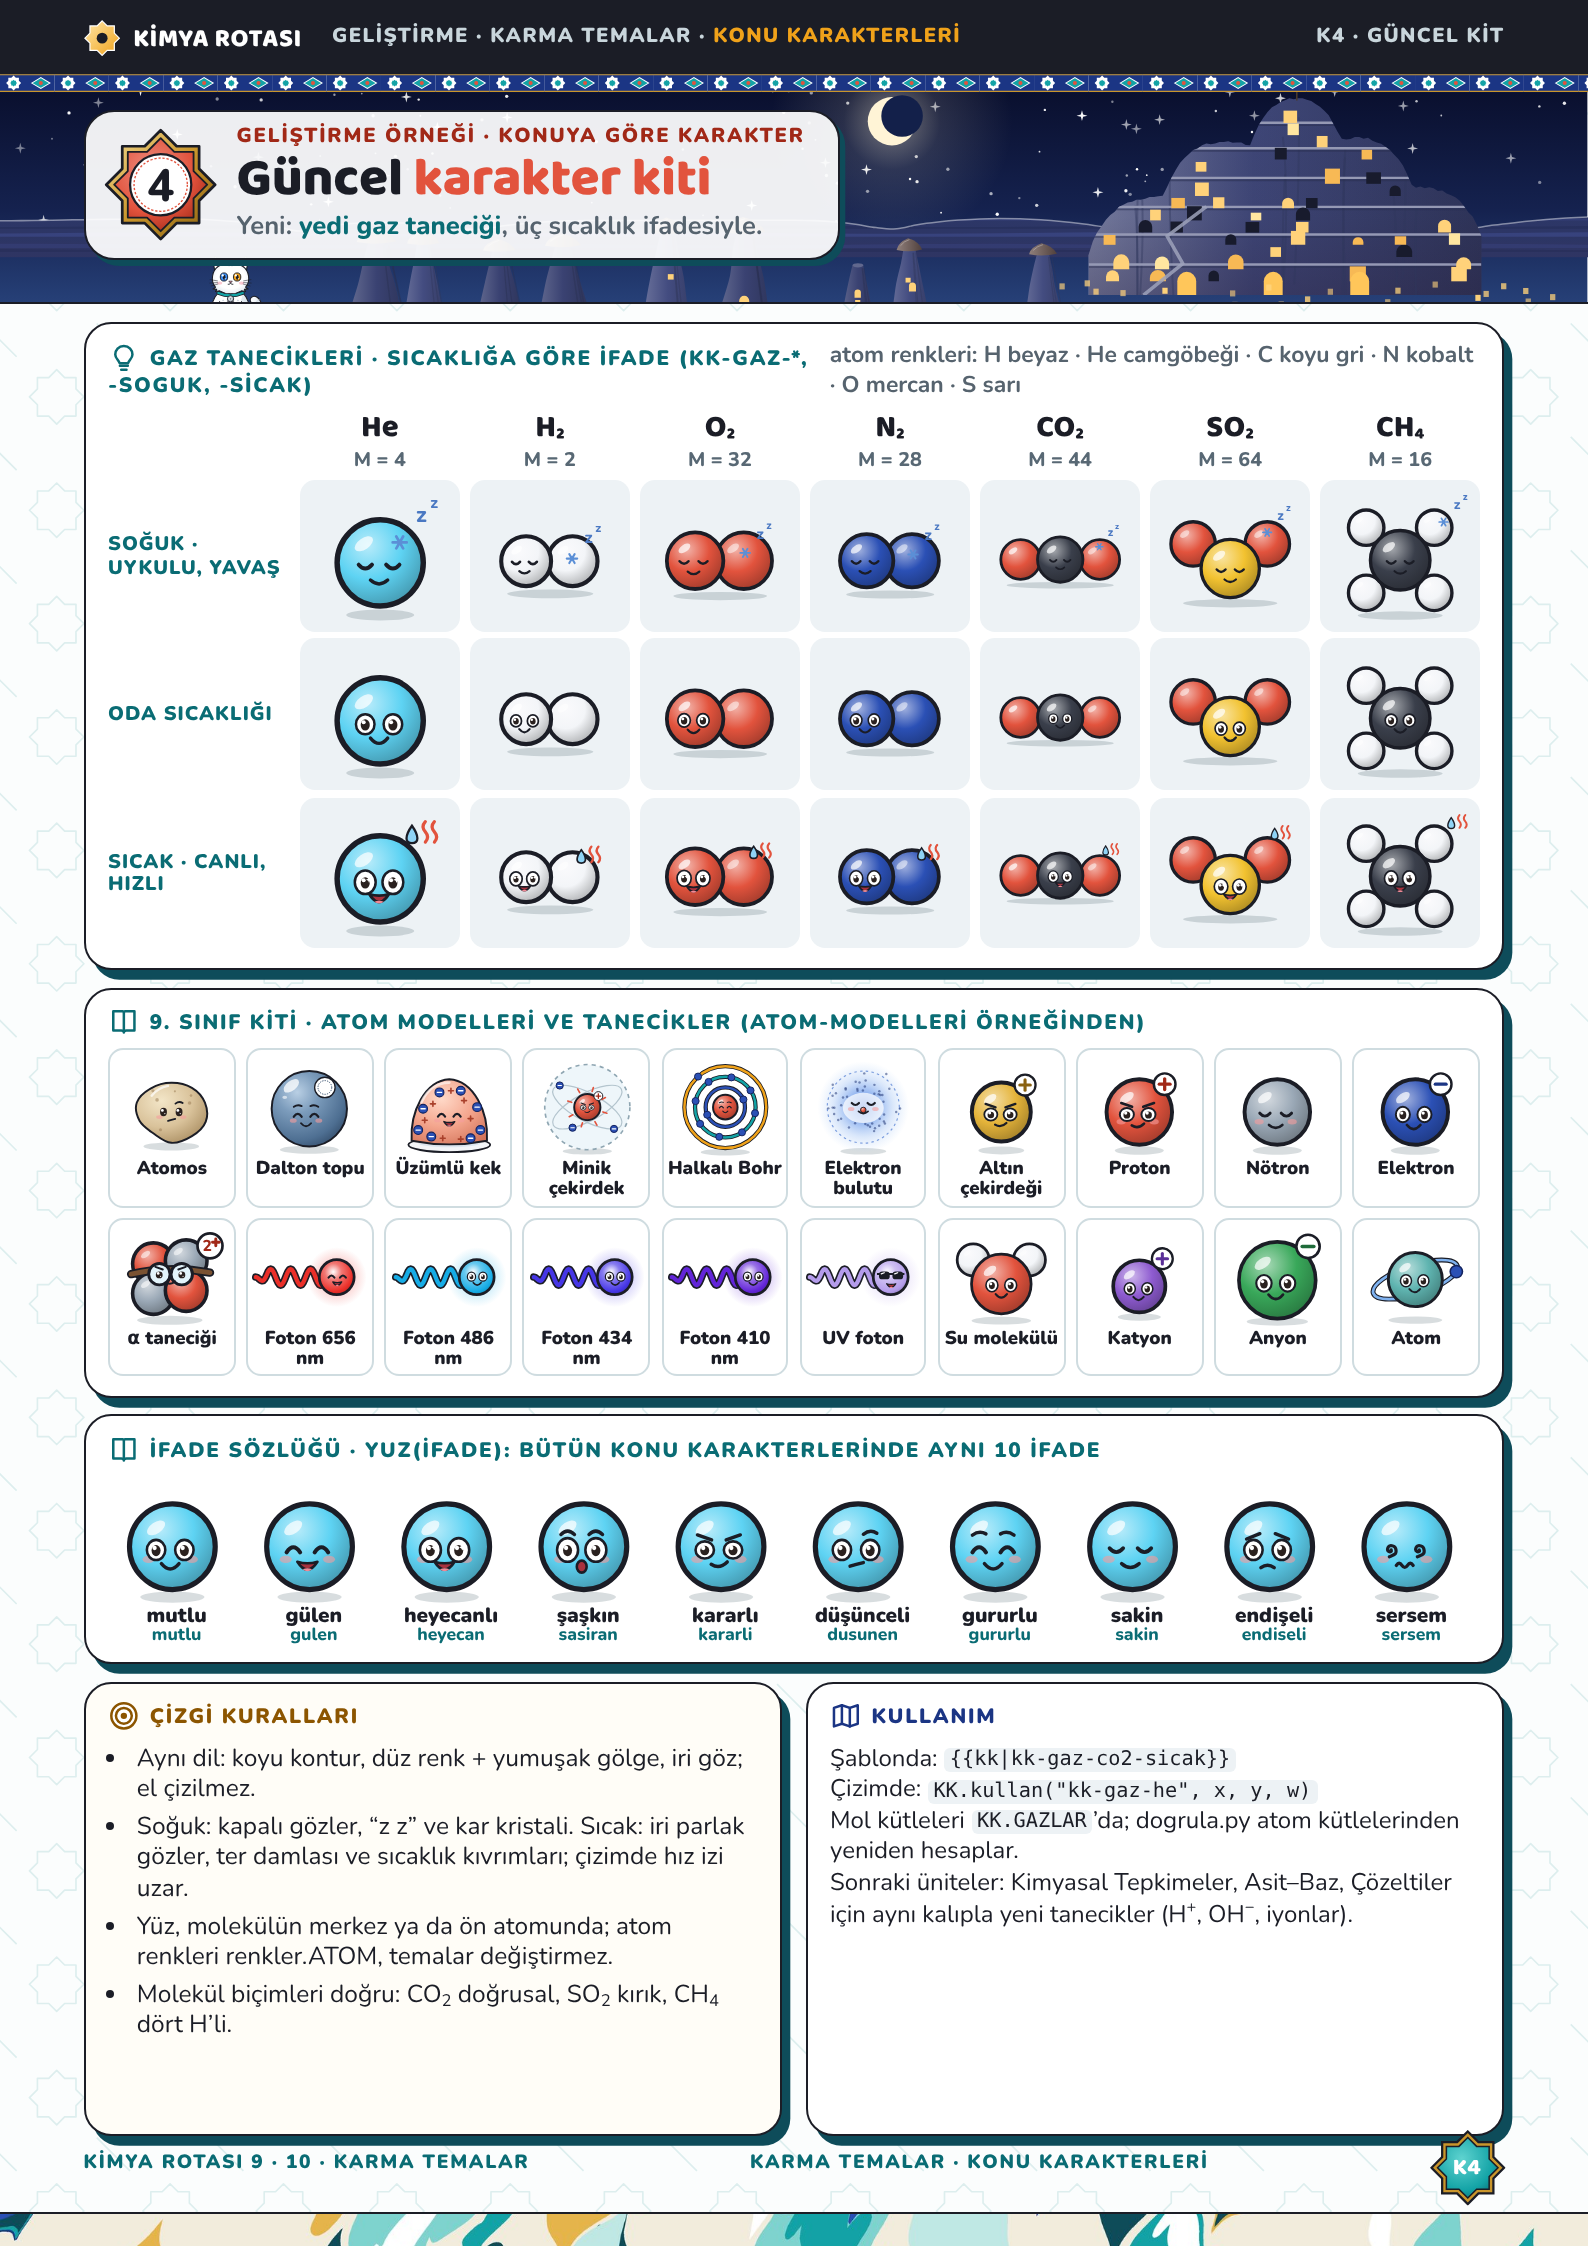 KİMYA ROTASI
GELİŞTİRME · KARMA TEMALAR · KONU KARAKTERLERİ
K4 · GÜNCEL KİT
4
GELİŞTİRME ÖRNEĞİ · KONUYA GÖRE KARAKTER
Güncel karakter kiti
Yeni: yedi gaz taneciği, üç sıcaklık ifadesiyle.
GAZ TANECİKLERİ · SICAKLIĞA GÖRE İFADE (KK-GAZ-*,
-SOGUK, -SİCAK)
atom renkleri: H beyaz · He camgöbeği · C koyu gri · N kobalt
· O mercan · S sarı
He H₂ O₂ N₂ CO₂ SO₂ CH₄
M = 4 M = 2 M = 32 M = 28 M = 44 M = 64 M = 16
z z z z z z z z z z z z z z
SOĞUK ·
UYKULU, YAVAŞ
ODA SICAKLIĞI
SICAK · CANLI,
HIZLI
9. SINIF KİTİ · ATOM MODELLERİ VE TANECİKLER (ATOM-MODELLERİ ÖRNEĞİNDEN)
Atomos
Dalton topu
Üzümlü kek
Minik
çekirdek
Halkalı Bohr
Elektron
bulutu
Altın
çekirdeği
Proton
Nötron
Elektron
2+
α taneciği
Foton 656
nm
Foton 486
nm
Foton 434
nm
Foton 410
nm
UV foton
Su molekülü
Katyon
Anyon
Atom
İFADE SÖZLÜĞÜ · YUZ(İFADE): BÜTÜN KONU KARAKTERLERİNDE AYNI 10 İFADE
mutlu gülen heyecanlı şaşkın kararlı düşünceli gururlu sakin endişeli sersem
mutlu gulen heyecan sasiran kararli dusunen gururlu sakin endiseli sersem
ÇİZGİ KURALLARI
• Aynı dil: koyu kontur, düz renk + yumuşak gölge, iri göz;
el çizilmez.
• Soğuk: kapalı gözler, “z z” ve kar kristali. Sıcak: iri parlak
gözler, ter damlası ve sıcaklık kıvrımları; çizimde hız izi
uzar.
• Yüz, molekülün merkez ya da ön atomunda; atom
renkleri renkler.ATOM, temalar değiştirmez.
• Molekül biçimleri doğru: CO₂ doğrusal, SO₂ kırık, CH₄
dört H’li.
KULLANIM
Şablonda: {{kk|kk-gaz-co2-sicak}}
Çizimde: KK.kullan("kk-gaz-he", x, y, w)
Mol kütleleri KK.GAZLAR ’da; dogrula.py atom kütlelerinden
yeniden hesaplar.
Sonraki üniteler: Kimyasal Tepkimeler, Asit–Baz, Çözeltiler
için aynı kalıpla yeni tanecikler (H⁺, OH⁻, iyonlar).
KİMYA ROTASI 9 · 10 · KARMA TEMALAR
KARMA TEMALAR · KONU KARAKTERLERİ
K4